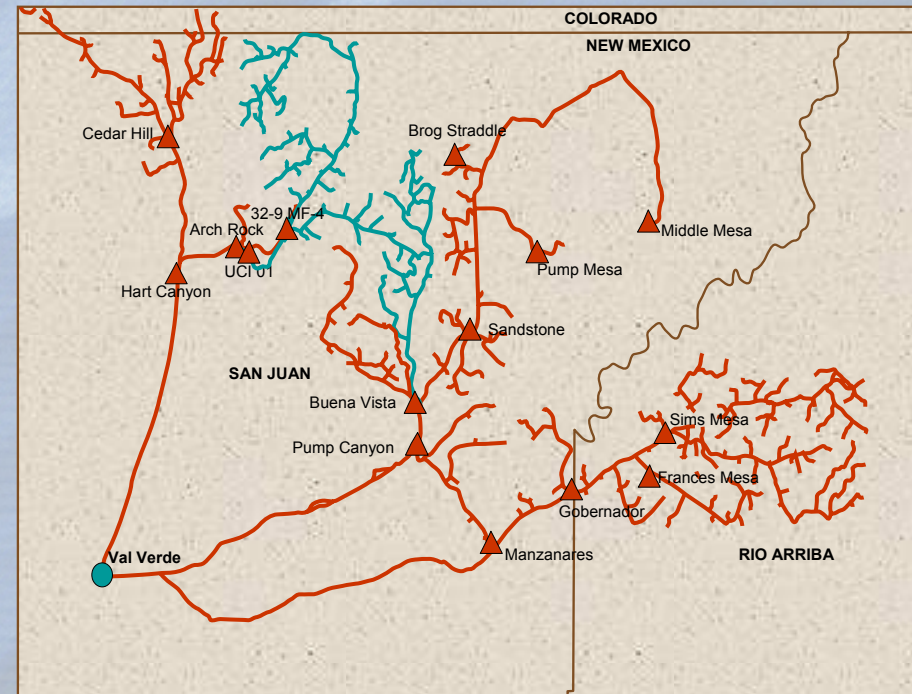 COLORADO
NEW MEXICO
Cedar Hill
Brog Straddle
32-9 MF-4
Arch Rock
Middle Mesa
UCI 01
Pump Mesa
Hart Canyon
Sandstone
SAN JUAN
Buena Vista
Sims Mesa
Pump Canyon
Frances Mesa
Gobernador
Manzanares
RIO ARRIBA
Val Verde